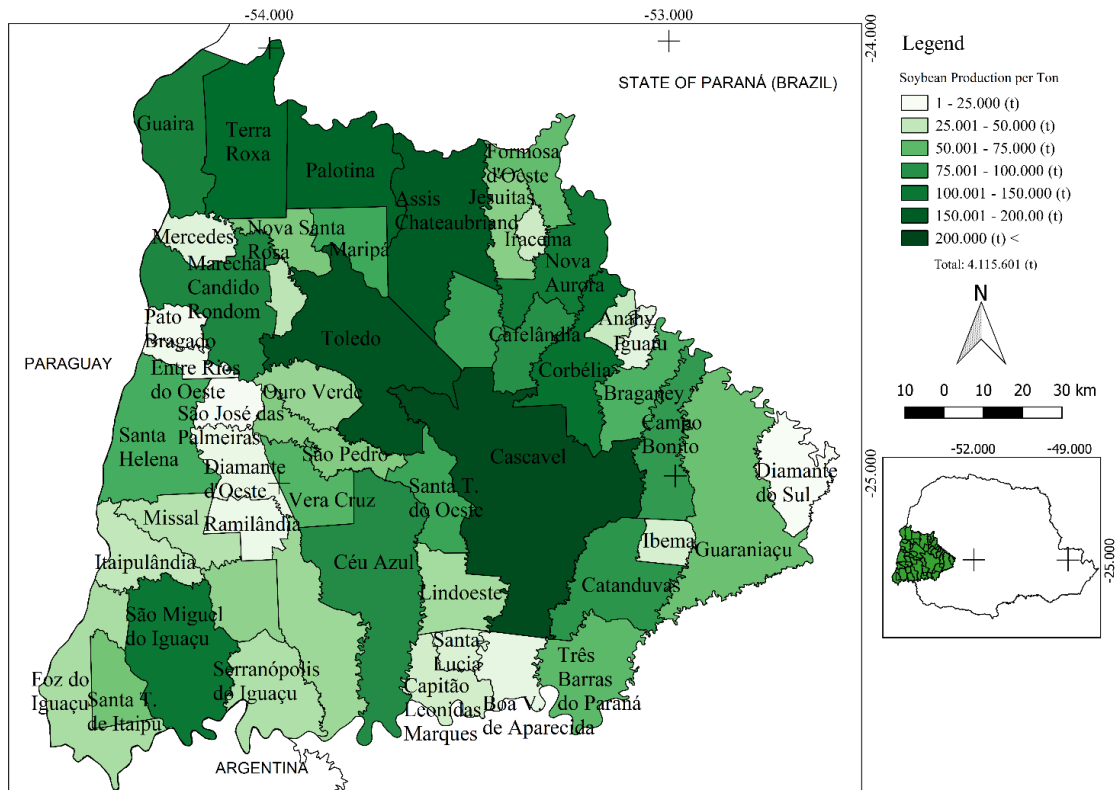 -54.000
-53.000
-24.000
STATE OF PARANÁ (BRAZIL)
Guaira
Terra
Roxa
Palotina
Assis
Chateaubriand
Formosa
d'Oeste
Jesuitas
Iracema
Nova
Aurora
Mercedes
Nova Santa
Rosa
Maripá
Marechal
Candido
Rondom
Pato
Bragado
Toledo
Cafelândia
Anahy
Iguatu
Corbélia
PARAGUAY
Entre Rios
do Oeste
Ouro Verde
Braganey
São José das
Palmeiras
Santa
Helena
São Pedro
Cascavel
Campo
Bonito
Diamante
d'Oeste
Vera Cruz
Santa T.
do Oeste
Diamante
do Sul
Missal
Ramilândia
Ibema
Guaraniaçu
Itaipulândia
Céu Azul
Catanduvas
Lindoeste
São Miguel
do Iguaçu
Santa
Lucia
Três
Barras
do Paraná
Eoz do
Iguaçu
Santa T.
de Itaipu
Serranópolis
do Iguaçu
Capitão
Leonidas
Marques
Boa V.
de Aparecida
ARGENTINA
-25.000
Legend
Soybean Production per Ton
1 - 25.000 (t)
25.001 - 50.000 (t)
50.001 - 75.000 (t)
75.001 - 100.000 (t)
100.001 - 150.000 (t)
150.001 - 200.00 (t)
200.000 (t) <
Total: 4.115.601 (t)
N
10 0 10 20 30 km
-52.000
-49.000
-25.000